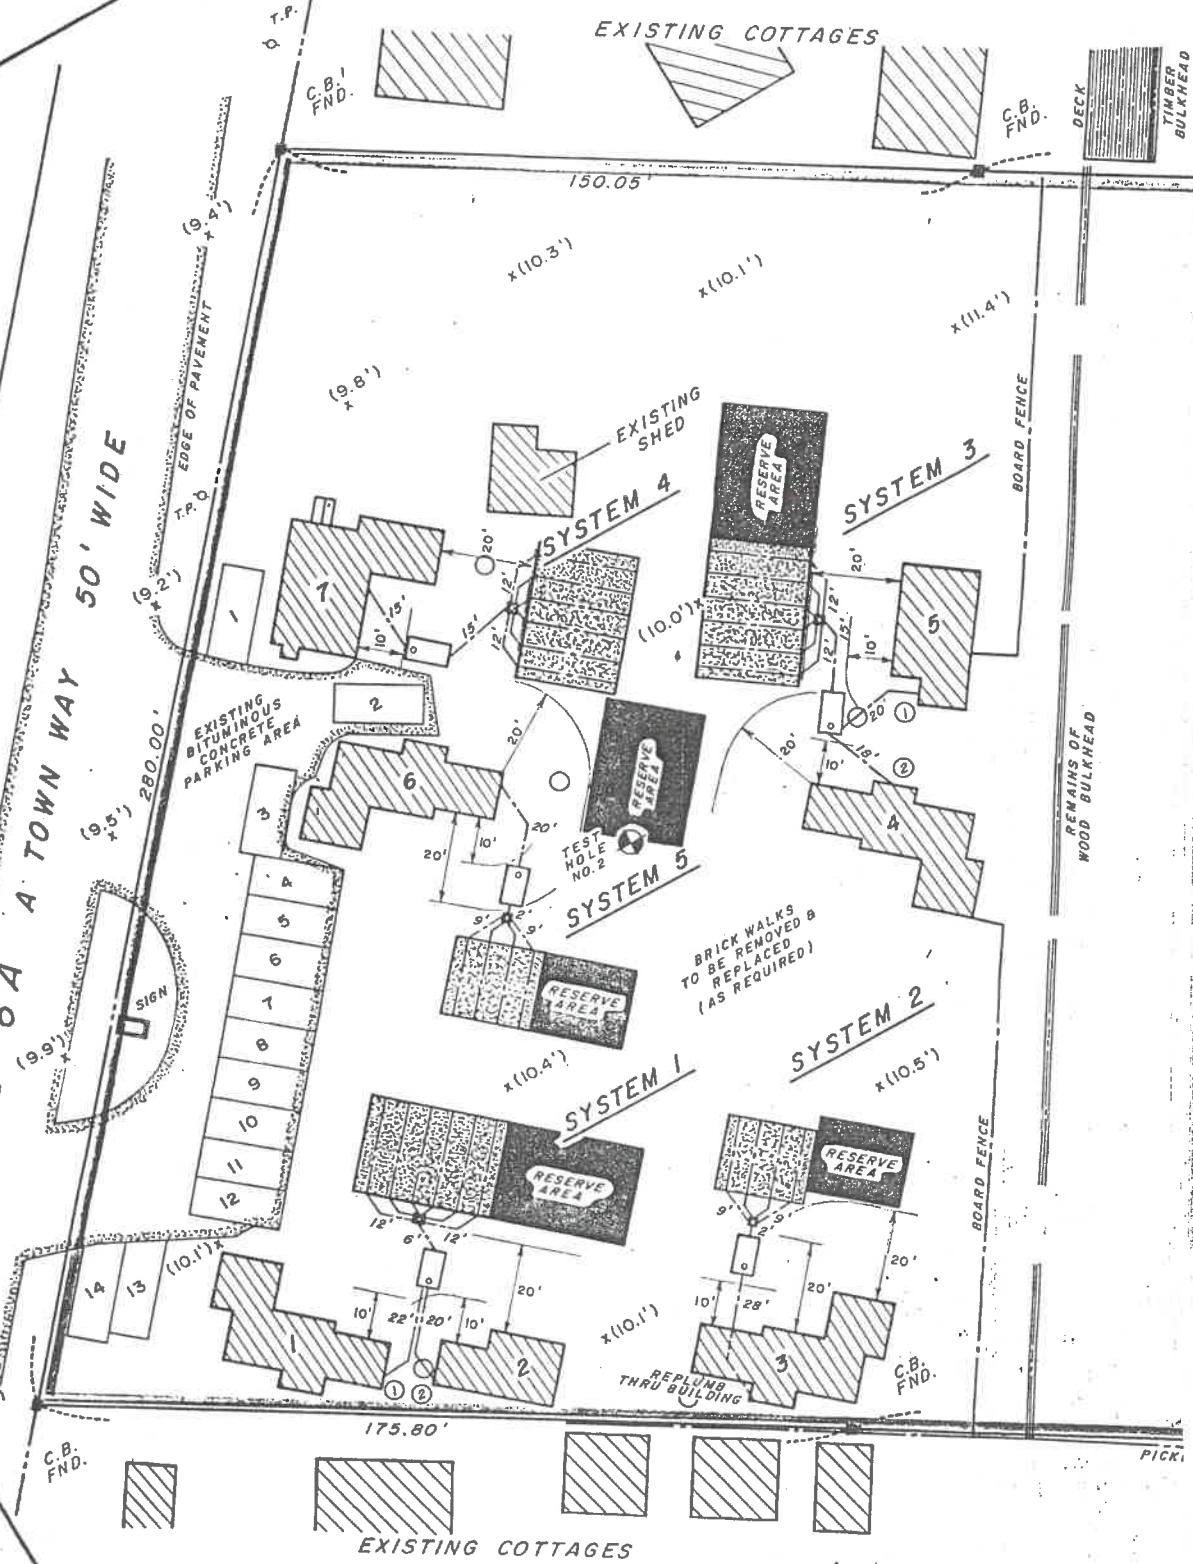 T.P.
EXISTING COTTAGES
C.B.
FND.
C.B.
FND.
DECK
TIMBER
BULKHEAD
150.05'
(9.4')
x(10.3')
x(10.1')
x(11.4')
(9.8')
EDGE OF PAVEMENT
EXISTING
SHED
RESERVE
AREA
SYSTEM 3
BOARD FENCE
SYSTEM 4
T.P.
A TOWN WAY 50' WIDE
(9.2')
1
7
20'
12'
12'
15'
15'
10'
(10.0')x
20'
12'
15'
12'
10'
5
20'
1
18'
2
10'
20'
2
EXISTING
BITUMINOUS
CONCRETE
PARKING AREA
280.00'
20'
RESERVE
AREA
REMAINS OF
WOOD BULKHEAD
6
4
3
(9.5')
20'
10'
20'
TEST
HOLE
NO. 2
SYSTEM 5
4
5
6
7
8
9
10
11
12
9'
2'
9'
RESERVE
AREA
BRICK WALKS
TO BE REMOVED &
REPLACED
(AS REQUIRED)
SIGN
(9.9')
x(10.4')
SYSTEM 1
SYSTEM 2
x(10.5')
RESERVE
AREA
RESERVE
AREA
BOARD FENCE
12'
6'
12'
9'
2'
9'
14
13
(10.1')x
20'
10'
22'
20'
10'
x(10.1')
10'
28'
20'
20'
1
2
3
1
2
REPLUMB
THRU BUILDING
C.B.
FND.
175.80'
C.B.
FND.
EXISTING COTTAGES